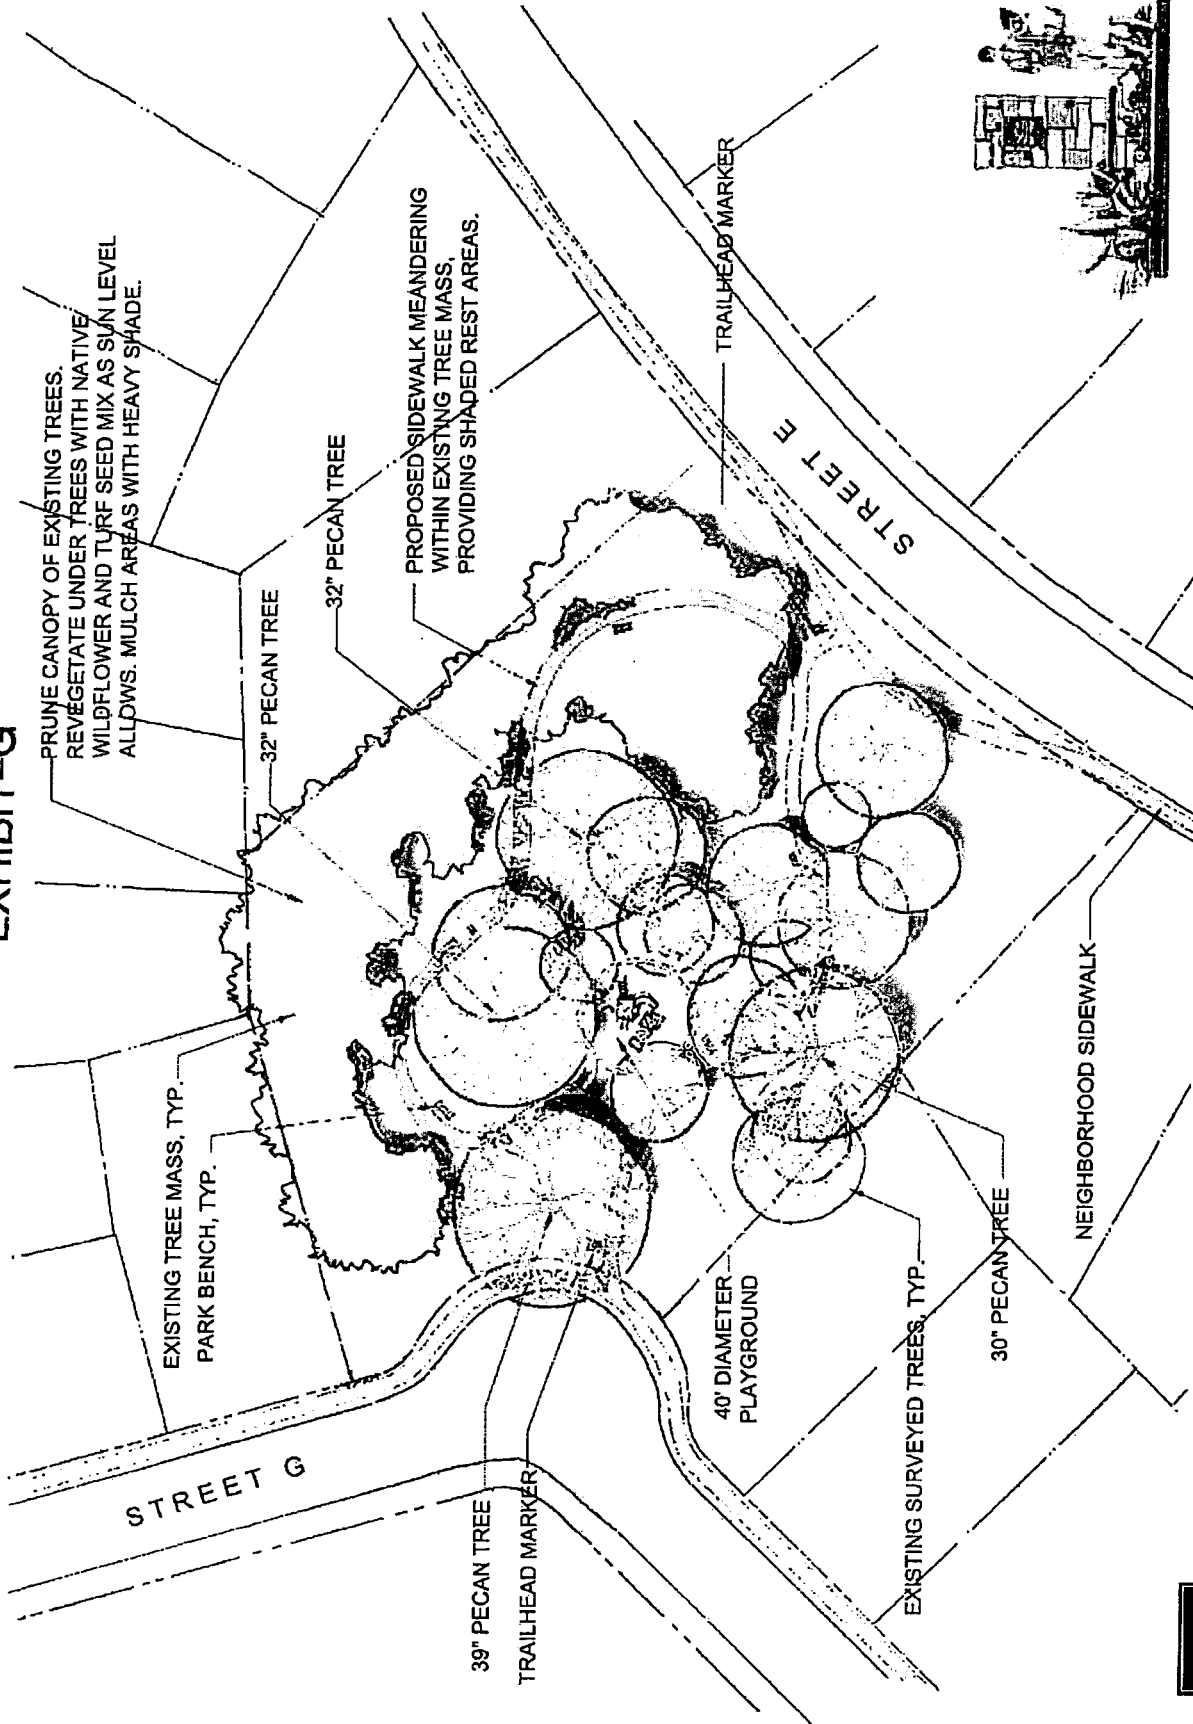 EXHIBIT-G
PRUNE CANOPY OF EXISTING TREES.
REVEGETATE UNDER TREES WITH NATIVE
WILDFLOWER AND TURF SEED MIX AS SUN LEVEL
ALLOWS. MULCH AREAS WITH HEAVY SHADE.
32" PECAN TREE
32" PECAN TREE
PROPOSED SIDEWALK MEANDERING
WITHIN EXISTING TREE MASS,
PROVIDING SHADED REST AREAS.
TRAILHEAD MARKER
STREET E
EXISTING TREE MASS, TYP.
PARK BENCH, TYP.
STREET G
39" PECAN TREE
TRAILHEAD MARKER
40' DIAMETER
PLAYGROUND
EXISTING SURVEYED TREES, TYP.
30" PECAN TREE
NEIGHBORHOOD SIDEWALK